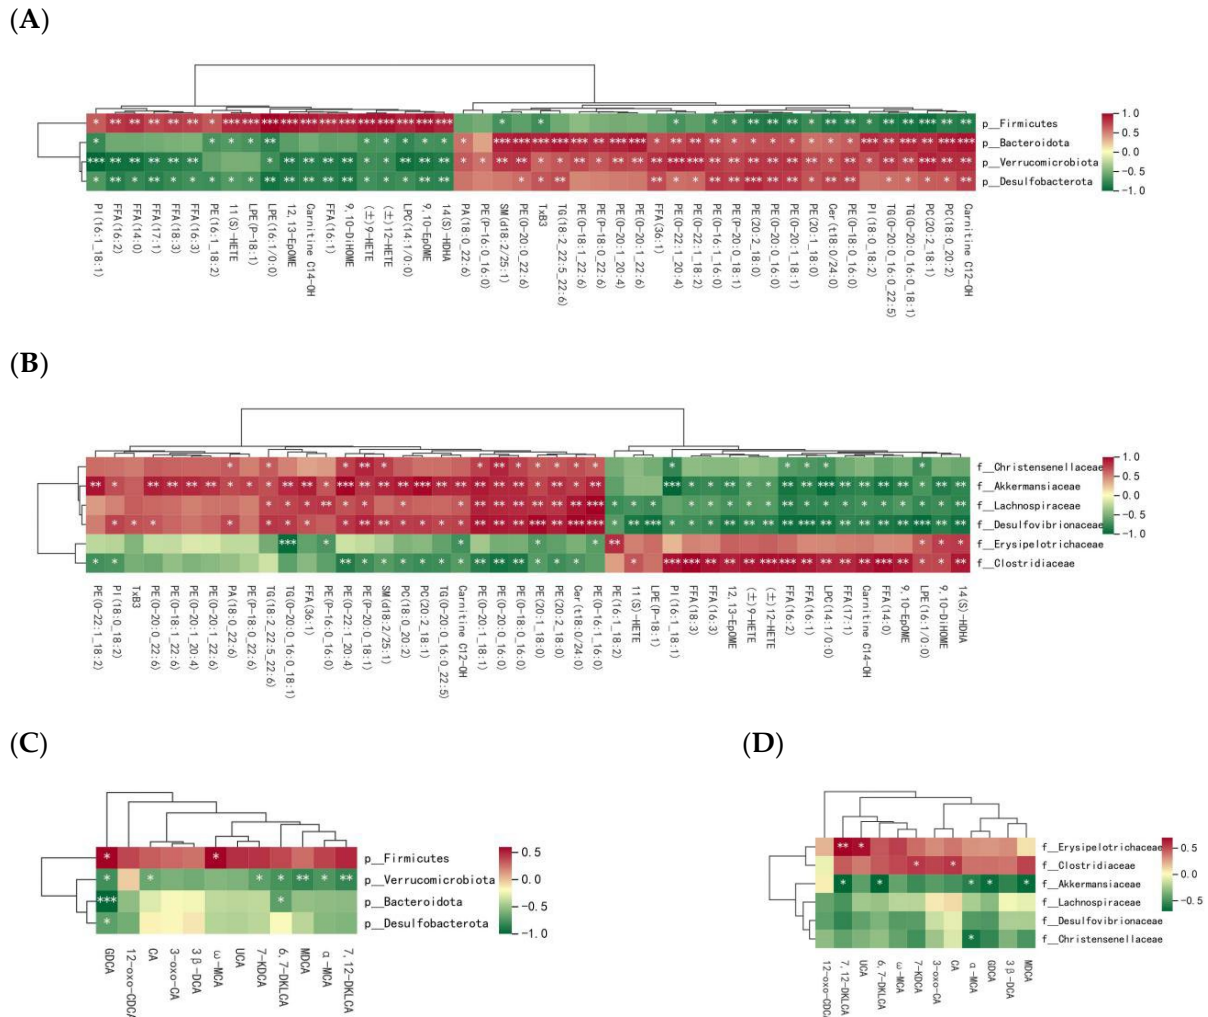 (A)
1.0
0.5
0.0
-0.5
-1.0
p__Firmicutes
p__Bacteroidota
p__Verrucomicrobiota
p__Desulfobacterota
PI(16:1_18:1)
FFA(16:2)
FFA(14:0)
FFA(17:1)
FFA(18:3)
FFA(16:3)
PE(16:1_18:2)
11(S)-HETE
LPE(P-18:1)
LPE(16:1/0:0)
12,13-EpOME
Carnitine C14-OH
FFA(16:1)
9,10-DiHOME
(±)9-HETE
(±)12-HETE
LPC(14:1/0:0)
9,10-EpOME
14(S)-HDHA
PA(18:0_22:6)
PE(P-16:0_16:0)
SM(d18:2/25:1)
PE(O-20:0_22:6)
TxB3
TG(18:2_22:5_22:6)
PE(O-18:1_22:6)
PE(P-18:0_22:6)
PE(O-20:1_20:4)
PE(O-20:1_22:6)
FFA(36:1)
PE(O-22:1_20:4)
PE(O-22:1_18:2)
PE(O-16:1_16:0)
PE(P-20:0_18:1)
PE(20:2_18:0)
PE(O-20:0_16:0)
PE(O-20:1_18:1)
PE(20:1_18:0)
Cer(t18:0/24:0)
PE(O-18:0_16:0)
PI(18:0_18:2)
TG(O-20:0_16:0_22:5)
TG(O-20:0_16:0_18:1)
PC(20:2_18:1)
PC(18:0_20:2)
Carnitine C12-OH
(B)
1.0
0.5
0.0
-0.5
-1.0
f__Christensenellaceae
f__Akkermansiaceae
f__Lachnospiraceae
f__Desulfovibrionaceae
f__Erysipelotrichaceae
f__Clostridiaceae
PE(O-22:1_18:2)
PI(18:0_18:2)
TxB3
PE(O-20:0_22:6)
PE(O-18:1_22:6)
PE(O-20:1_20:4)
PE(O-20:1_22:6)
PA(18:0_22:6)
PE(P-18:0_22:6)
TG(18:2_22:5_22:6)
TG(O-20:0_16:0_18:1)
FFA(36:1)
PE(P-16:0_16:0)
PE(O-22:1_20:4)
PE(P-20:0_18:1)
SM(d18:2/25:1)
PC(18:0_20:2)
PC(20:2_18:1)
TG(O-20:0_16:0_22:5)
Carnitine C12-OH
PE(O-20:1_18:1)
PE(O-20:0_16:0)
PE(O-18:0_16:0)
PE(20:1_18:0)
PE(20:2_18:0)
Cer(t18:0/24:0)
PE(O-16:1_16:0)
PE(16:1_18:2)
11(S)-HETE
LPE(P-18:1)
PI(16:1_18:1)
FFA(18:3)
FFA(16:3)
12,13-EpOME
(±)9-HETE
(±)12-HETE
FFA(16:2)
FFA(16:1)
LPC(14:1/0:0)
FFA(17:1)
Carnitine C14-OH
FFA(14:0)
9,10-EpOME
LPE(16:1/0:0)
9,10-DiHOME
14(S)-HDHA
(C)
0.5
0.0
-0.5
-1.0
p__Firmicutes
p__Verrucomicrobiota
p__Bacteroidota
p__Desulfobacterota
GDCA
12-oxo-CDCA
CA
3-oxo-CA
3β-DCA
ω-MCA
UCA
7-KDCA
6,7-DKLCA
MDCA
α-MCA
7,12-DKLCA
(D)
0.5
0.0
-0.5
f__Erysipelotrichaceae
f__Clostridiaceae
f__Akkermansiaceae
f__Lachnospiraceae
f__Desulfovibrionaceae
f__Christensenellaceae
12-oxo-CDCA
7,12-DKLCA
UCA
6,7-DKLCA
ω-MCA
7-KDCA
3-oxo-CA
CA
α-MCA
GDCA
3β-DCA
MDCA